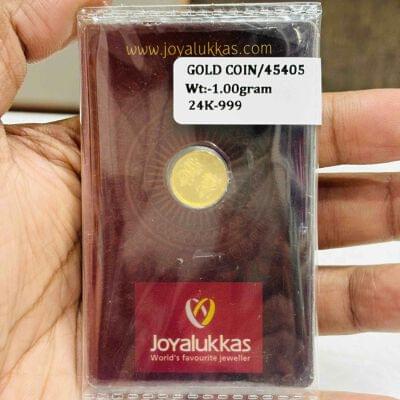 www.joyalukkas.com
GOLD COIN/45405
Wt:-1.00gram
24K-999
Joyalukkas
World's favourite jeweller